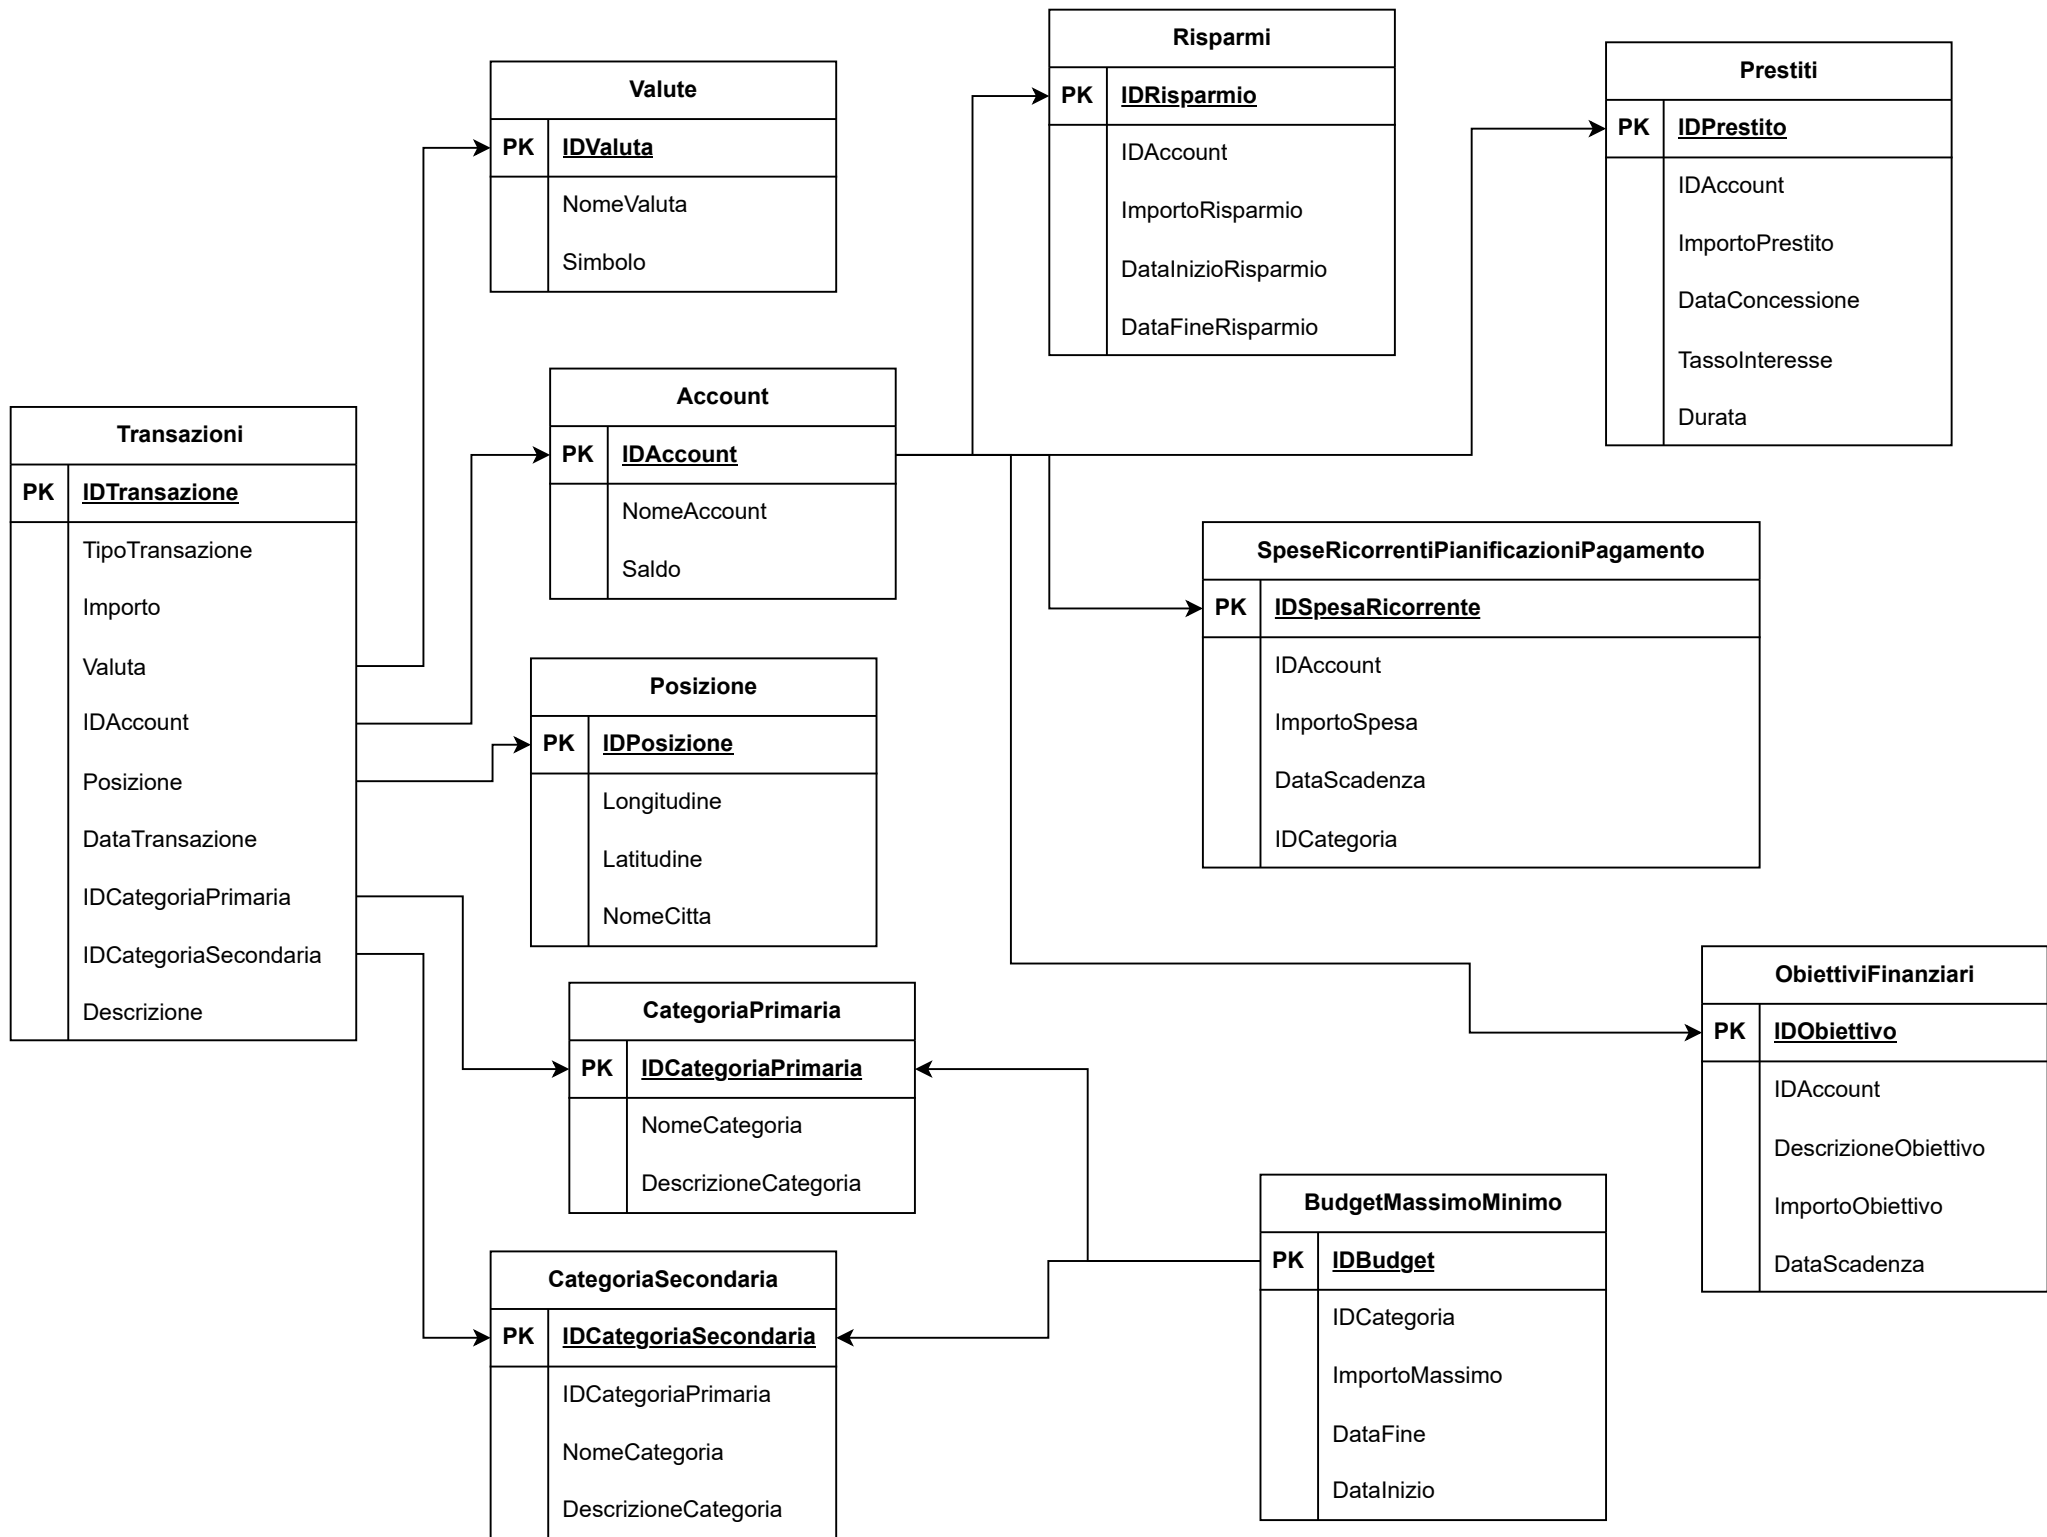 Transazioni
PK IDTransazione
TipoTransazione
Importo
Valuta
IDAccount
Posizione
DataTransazione
IDCategoriaPrimaria
IDCategoriaSecondaria
Descrizione
Valute
PK IDValuta
NomeValuta
Simbolo
Account
PK IDAccount
NomeAccount
Saldo
Posizione
PK IDPosizione
Longitudine
Latitudine
NomeCitta
CategoriaPrimaria
PK IDCategoriaPrimaria
NomeCategoria
DescrizioneCategoria
CategoriaSecondaria
PK IDCategoriaSecondaria
IDCategoriaPrimaria
NomeCategoria
DescrizioneCategoria
Risparmi
PK IDRisparmio
IDAccount
ImportoRisparmio
DataInizioRisparmio
DataFineRisparmio
Prestiti
PK IDPrestito
IDAccount
ImportoPrestito
DataConcessione
TassoInteresse
Durata
SpeseRicorrentiPianificazioniPagamento
PK IDSpesaRicorrente
IDAccount
ImportoSpesa
DataScadenza
IDCategoria
ObiettiviFinanziari
PK IDObiettivo
IDAccount
DescrizioneObiettivo
ImportoObiettivo
DataScadenza
BudgetMassimoMinimo
PK IDBudget
IDCategoria
ImportoMassimo
DataFine
DataInizio